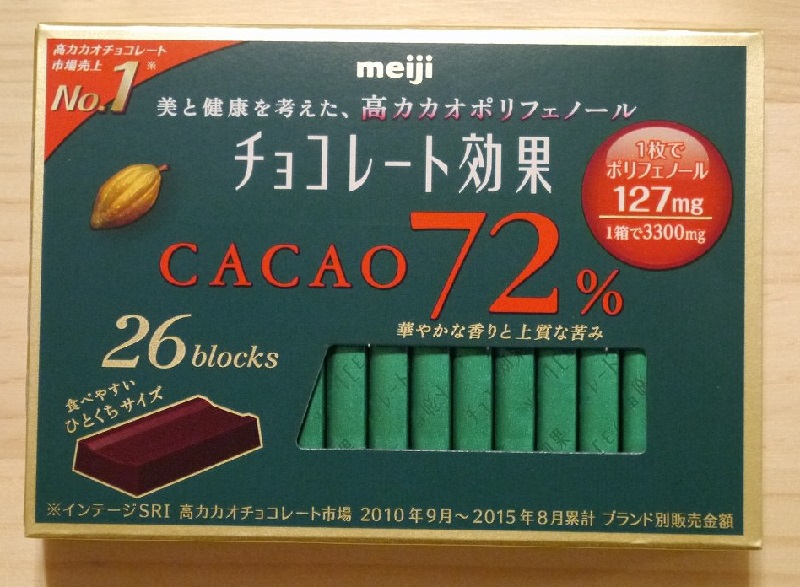 高カカオチョコレート
市場売上
No.1※
meiji
美と健康を考えた、高カカオポリフェノール
チョコレート効果
1枚で
ポリフェノール
127mg
1箱で3300mg
CACAO72%
華やかな香りと上質な苦み
26 blocks
食べやすい
ひとくちサイズ
※インテージSRI 高カカオチョコレート市場 2010年9月〜2015年8月累計 ブランド別販売金額